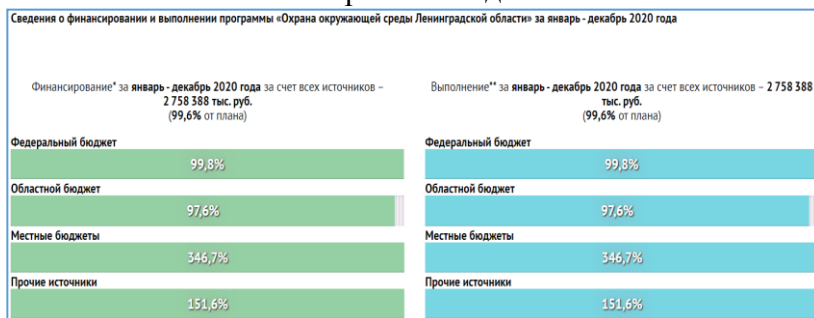 Сведения о финансировании и выполнении программы «Охрана окружающей среды Ленинградской области» за январь - декабрь 2020 года
Финансирование* за январь - декабрь 2020 года за счет всех источников –
2 758 388 тыс. руб.
(99,6% от плана)
Федеральный бюджет
99,8%
Областной бюджет
97,6%
Местные бюджеты
346,7%
Прочие источники
151,6%
Выполнение** за январь - декабрь 2020 года за счет всех источников – 2 758 388
тыс. руб.
(99,6% от плана)
Федеральный бюджет
99,8%
Областной бюджет
97,6%
Местные бюджеты
346,7%
Прочие источники
151,6%